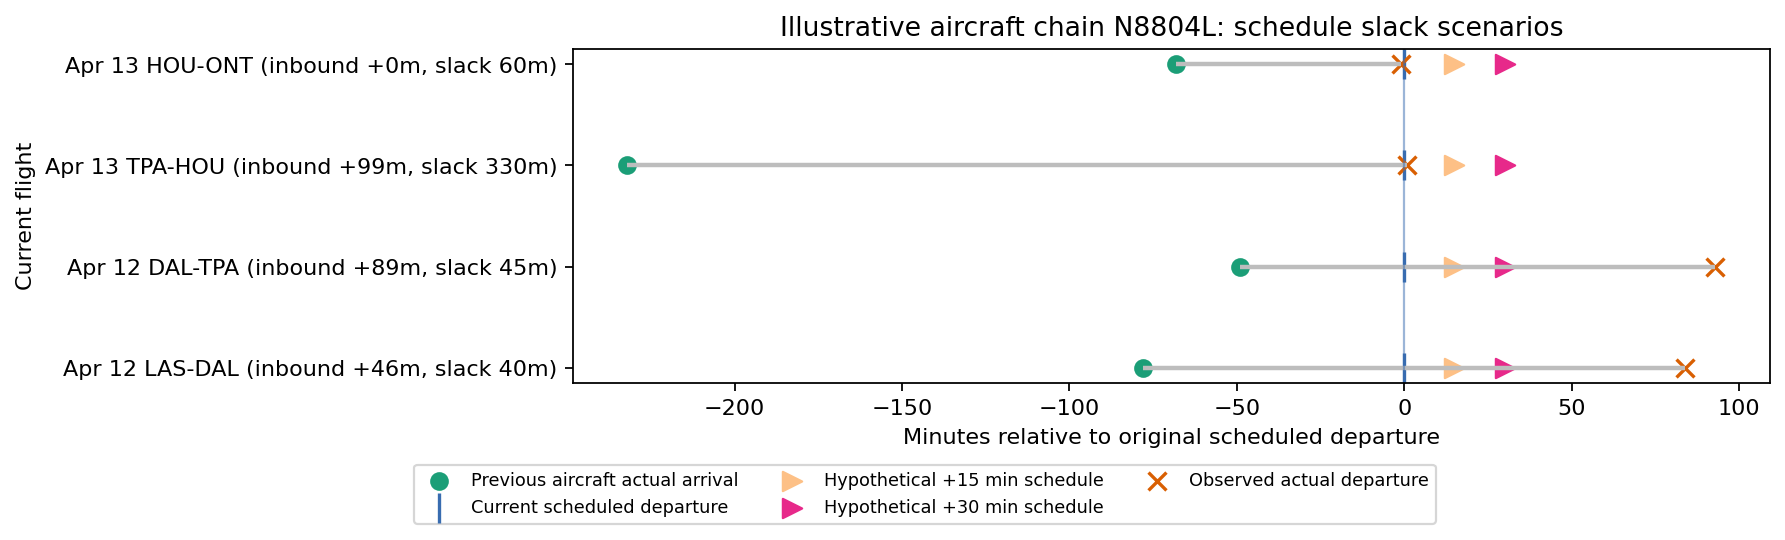 Illustrative aircraft chain N8804L: schedule slack scenarios
Current flight
Apr 13 HOU-ONT (inbound +0m, slack 60m)
Apr 13 TPA-HOU (inbound +99m, slack 330m)
Apr 12 DAL-TPA (inbound +89m, slack 45m)
Apr 12 LAS-DAL (inbound +46m, slack 40m)
−200 −150 −100 −50 0 50 100
Minutes relative to original scheduled departure
Previous aircraft actual arrival
Current scheduled departure
Hypothetical +15 min schedule
Hypothetical +30 min schedule
Observed actual departure